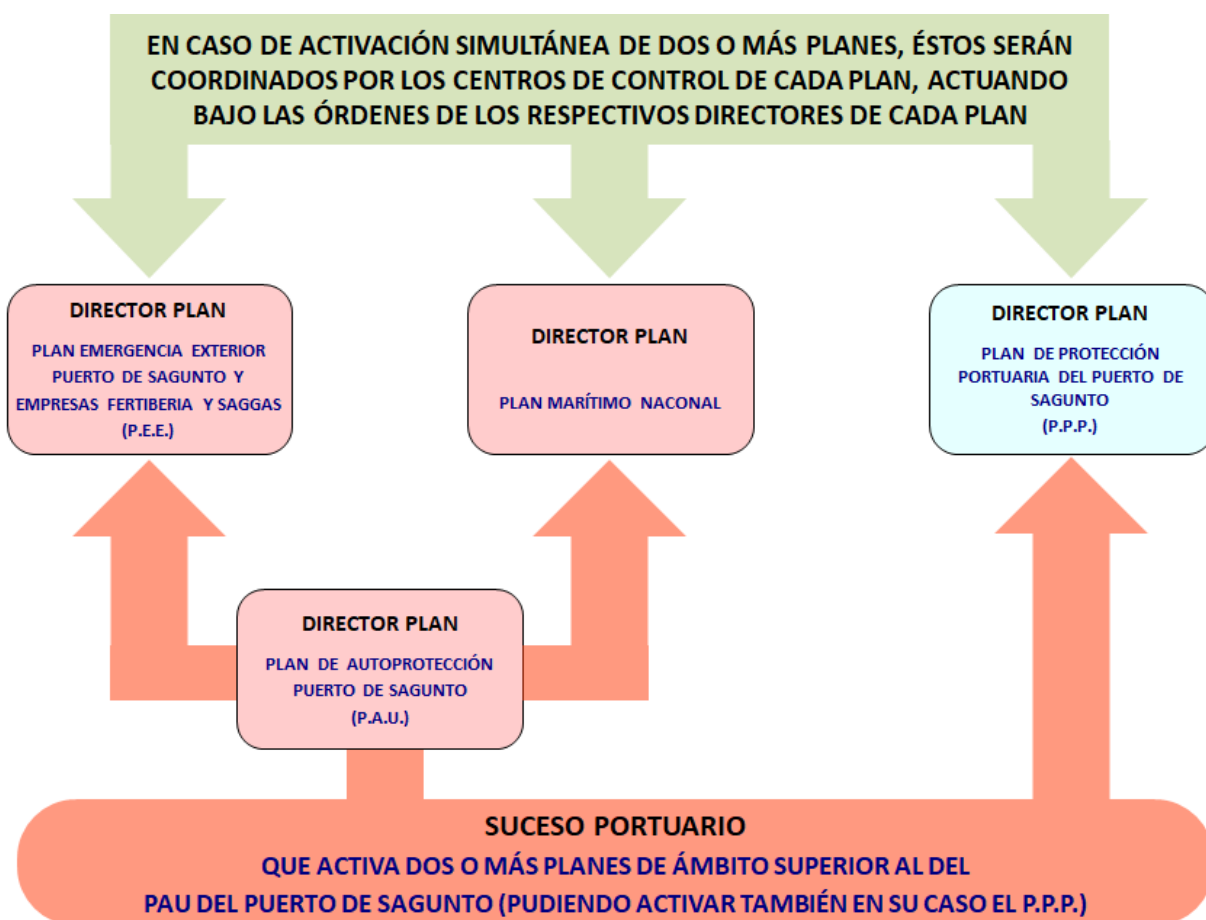 EN CASO DE ACTIVACIÓN SIMULTÁNEA DE DOS O MÁS PLANES, ÉSTOS SERÁN
COORDINADOS POR LOS CENTROS DE CONTROL DE CADA PLAN, ACTUANDO
BAJO LAS ÓRDENES DE LOS RESPECTIVOS DIRECTORES DE CADA PLAN
DIRECTOR PLAN
PLAN EMERGENCIA EXTERIOR
PUERTO DE SAGUNTO Y
EMPRESAS FERTIBERIA Y SAGGAS
(P.E.E.)
DIRECTOR PLAN
PLAN MARÍTIMO NACONAL
DIRECTOR PLAN
PLAN DE PROTECCIÓN
PORTUARIA DEL PUERTO DE
SAGUNTO
(P.P.P.)
DIRECTOR PLAN
PLAN DE AUTOPROTECCIÓN
PUERTO DE SAGUNTO
(P.A.U.)
SUCESO PORTUARIO
QUE ACTIVA DOS O MÁS PLANES DE ÁMBITO SUPERIOR AL DEL
PAU DEL PUERTO DE SAGUNTO (PUDIENDO ACTIVAR TAMBIÉN EN SU CASO EL P.P.P.)